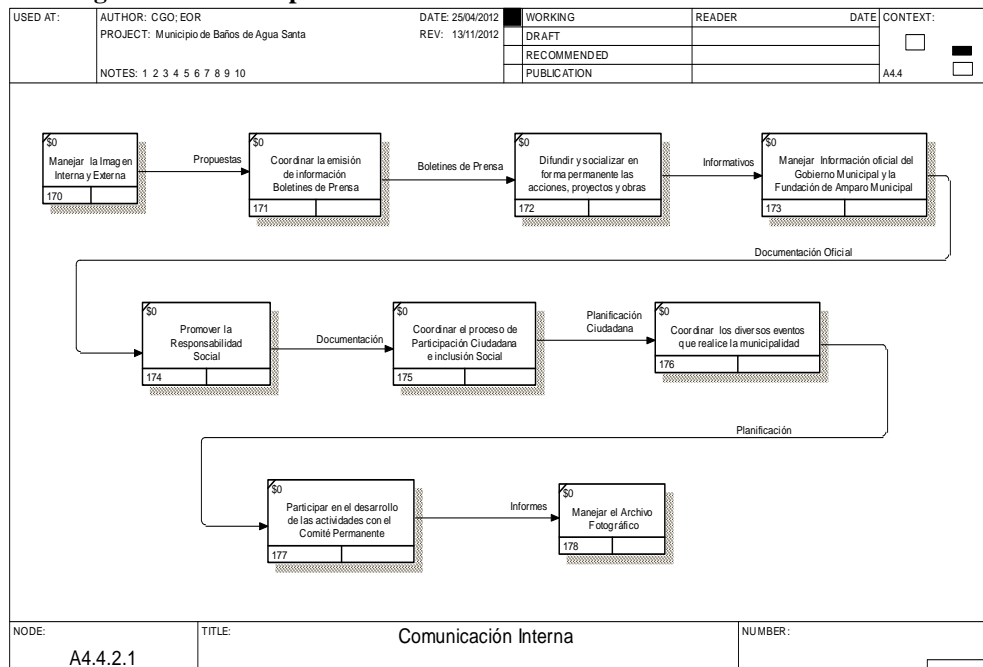 USED AT:
AUTHOR: CGO; EOR
DATE: 25/04/2012
WORKING
READER
DATE
CONTEXT:
PROJECT: Municipio de Baños de Agua Santa
REV: 13/11/2012
DRAFT
RECOMMENDED
NOTES: 1 2 3 4 5 6 7 8 9 10
PUBLICATION
A4.4
$0
Manejar la Imagen
Interna y Externa
170
Propuestas
$0
Coordinar la emisión
de información
Boletines de Prensa
171
Boletines de Prensa
$0
Difundir y socializar en
forma permanente las
acciones, proyectos y obras
172
Informativos
$0
Manejar Información oficial del
Gobierno Municipal y la
Fundación de Amparo Municipal
173
Documentación Oficial
$0
Promover la
Responsabilidad
Social
174
Documentación
$0
Coordinar el proceso de
Participación Ciudadana
e inclusión Social
175
Planificación
Ciudadana
$0
Coordinar los diversos eventos
que realice la municipalidad
176
Planificación
$0
Participar en el desarrollo
de las actividades con el
Comité Permanente
177
Informes
$0
Manejar el Archivo
Fotográfico
178
NODE:
A4.4.2.1
TITLE:
Comunicación Interna
NUMBER: